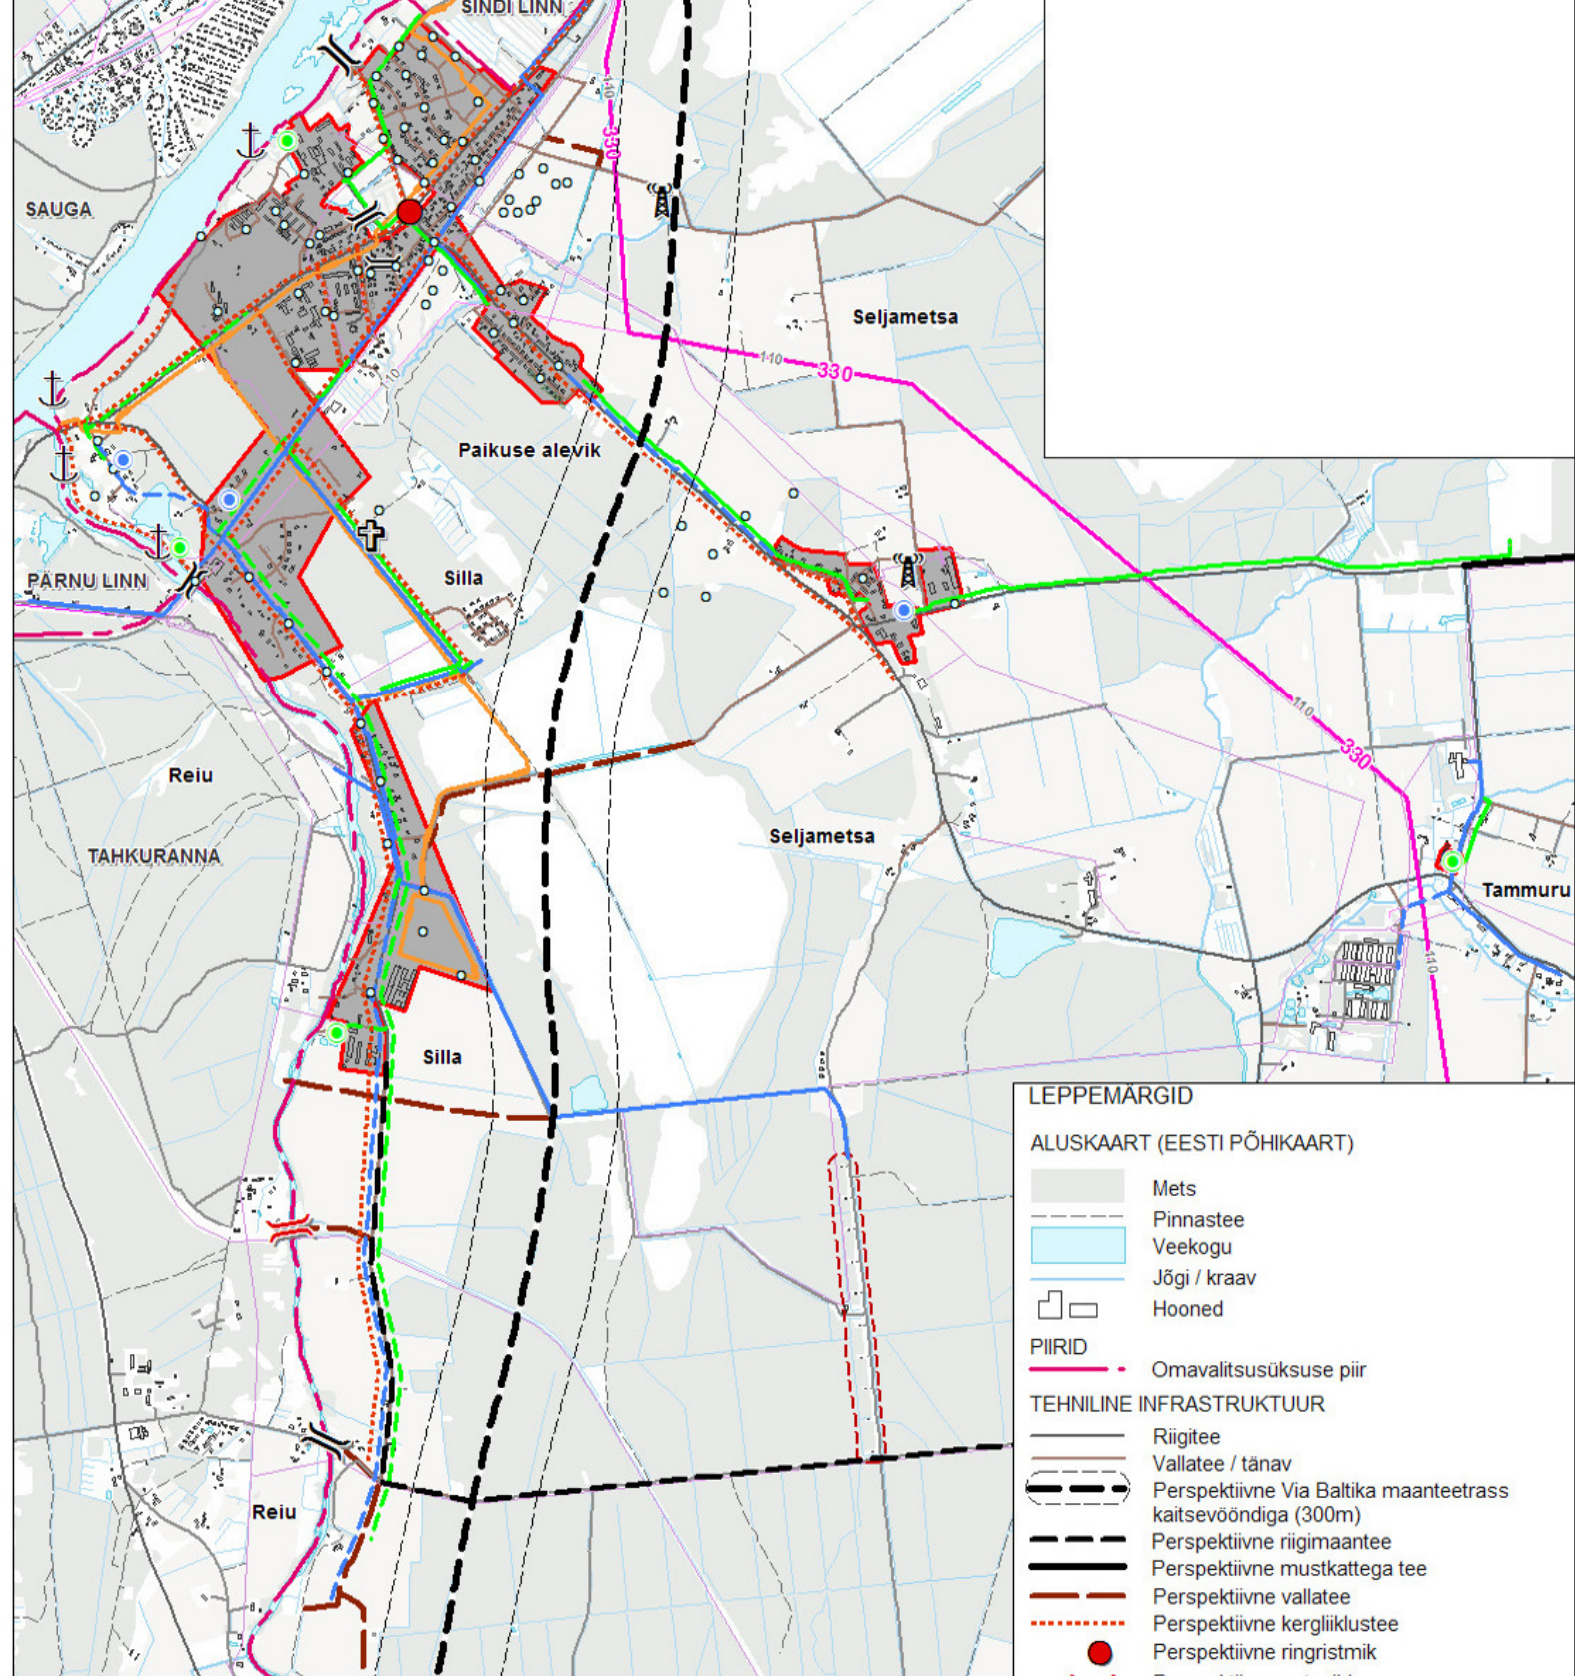 SINDI LINN
110
330
SAUGA
Seljametsa
110
330
10
Paikuse alevik
Silla
PÄRNU LINN
110
330
Reiu
Seljametsa
TAHKURANNA
Tammuru
110
Silla
Reiu
LEPPEMÄRGID
ALUSKAART (EESTI PÕHIKAART)
Mets
Pinnastee
Veekogu
Jõgi / kraav
Hooned
PIIRID
Omavalitsusüksuse piir
TEHNILINE INFRASTRUKTUUR
Riigitee
Vallatee / tänav
Perspektiivne Via Baltika maanteetrass
kaitsevööndiga (300m)
Perspektiivne riigimaantee
Perspektiivne mustkattega tee
Perspektiivne vallatee
Perspektiivne kergliiklustee
Perspektiivne ringristmik